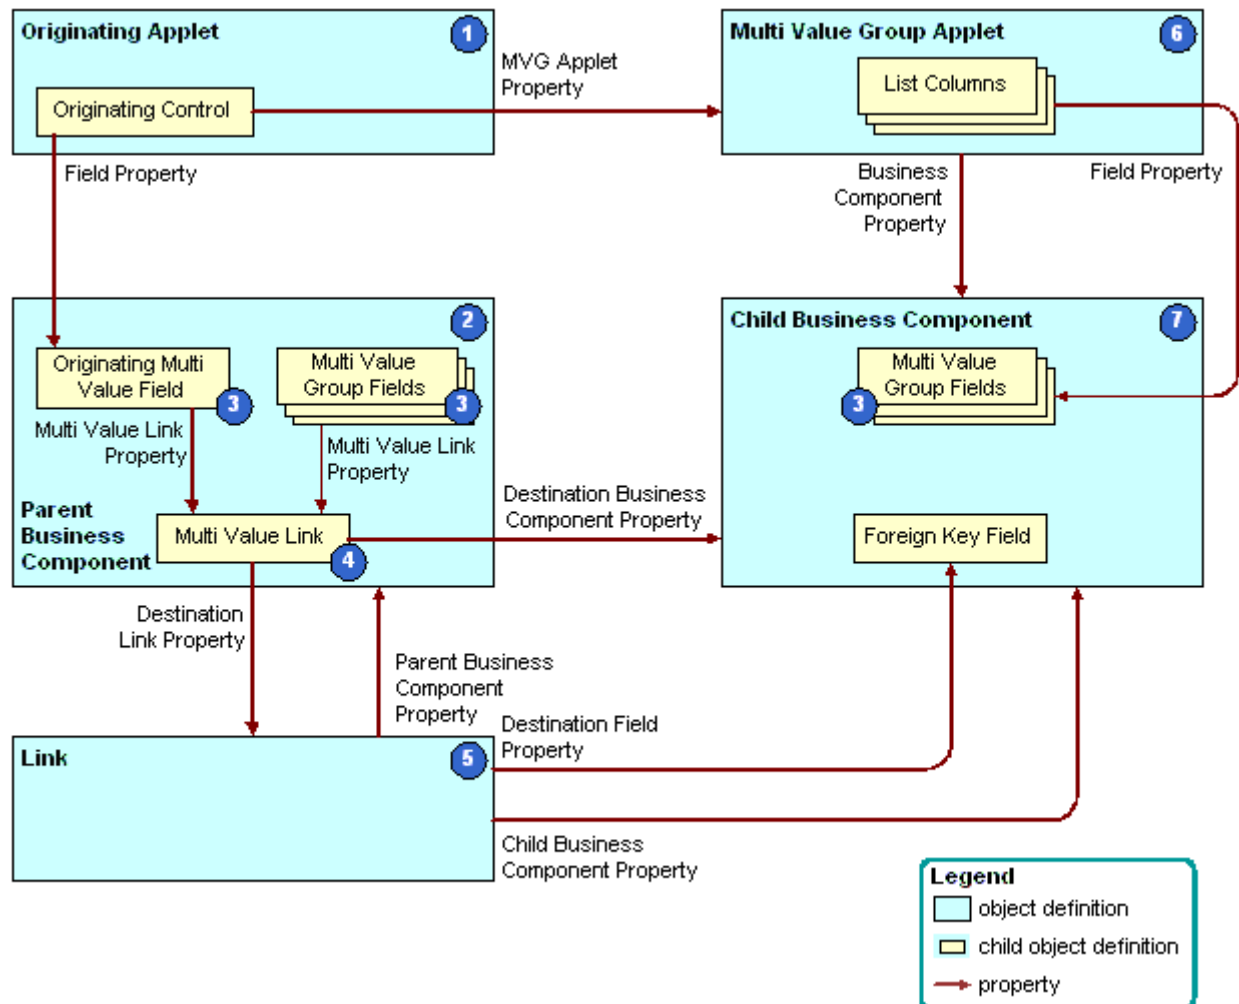 Originating Applet
1
Originating Control
MVG Applet
Property
Multi Value Group Applet
6
List Columns
Field Property
Business
Component
Property
Field Property
2
Originating Multi
Value Field
3
Multi Value
Group Fields
3
Multi Value Link
Property
Multi Value Link
Property
Parent
Business
Component
Multi Value Link
4
Destination Business
Component Property
Child Business Component
7
Multi Value
Group Fields
3
Foreign Key Field
Destination
Link Property
Parent Business
Component
Property
Link
5
Destination Field
Property
Child Business
Component Property
Legend
object definition
child object definition
property